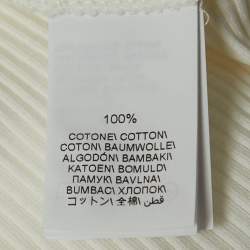 100%
COTONE\ COTTON\
COTON\ BAUMWOLLE\
ALGODÓN\ BAMBAKI\
KATOEN\ BOMULD\
ПАМУК\ BAVLNA\
BUMBAC\ ХЛОПОК\
コットン\ 全棉\ قطن